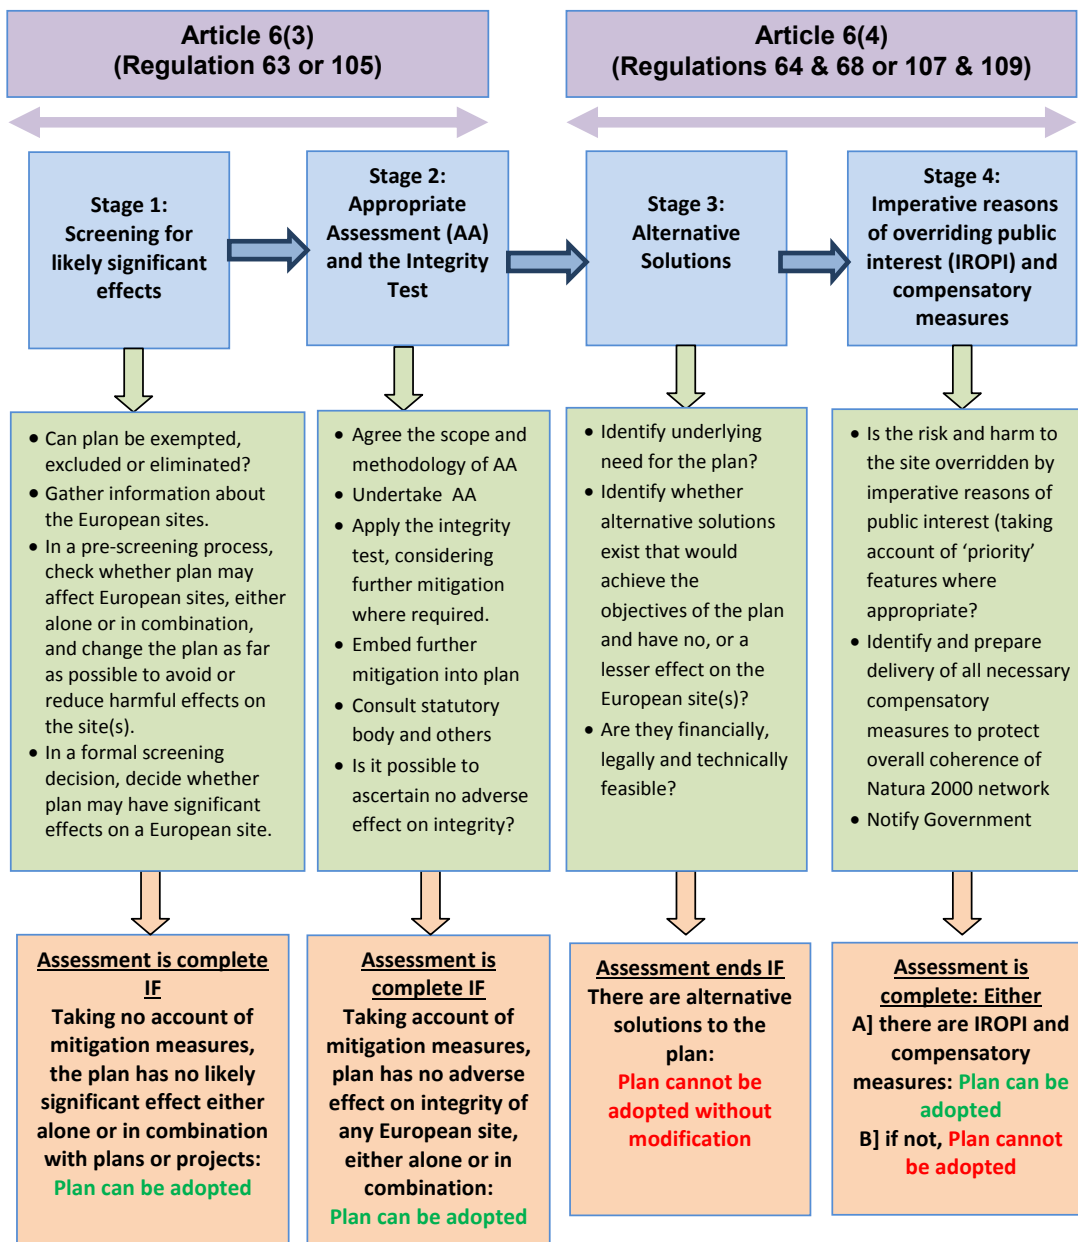 Article 6(3)
(Regulation 63 or 105)
Article 6(4)
(Regulations 64 & 68 or 107 & 109)
Stage 1:
Screening for
likely significant
effects
Stage 2:
Appropriate
Assessment (AA)
and the Integrity
Test
Stage 3:
Alternative
Solutions
Stage 4:
Imperative reasons
of overriding public
interest (IROPI) and
compensatory
measures
• Can plan be exempted,
excluded or eliminated?
• Gather information about
the European sites.
• In a pre-screening process,
check whether plan may
affect European sites, either
alone or in combination,
and change the plan as far
as possible to avoid or
reduce harmful effects on
the site(s).
• In a formal screening
decision, decide whether
plan may have significant
effects on a European site.
• Agree the scope and
methodology of AA
• Undertake AA
• Apply the integrity
test, considering
further mitigation
where required.
• Embed further
mitigation into plan
• Consult statutory
body and others
• Is it possible to
ascertain no adverse
effect on integrity?
• Identify underlying
need for the plan?
• Identify whether
alternative solutions
exist that would
achieve the
objectives of the plan
and have no, or a
lesser effect on the
European site(s)?
• Are they financially,
legally and technically
feasible?
• Is the risk and harm to
the site overridden by
imperative reasons of
public interest (taking
account of ‘priority’
features where
appropriate?
• Identify and prepare
delivery of all necessary
compensatory
measures to protect
overall coherence of
Natura 2000 network
• Notify Government
Assessment is complete
IF
Taking no account of
mitigation measures,
the plan has no likely
significant effect either
alone or in combination
with plans or projects:
Plan can be adopted
Assessment is
complete IF
Taking account of
mitigation measures,
plan has no adverse
effect on integrity of
any European site,
either alone or in
combination:
Plan can be adopted
Assessment ends IF
There are alternative
solutions to the
plan:
Plan cannot be
adopted without
modification
Assessment is
complete: Either
A] there are IROPI and
compensatory
measures: Plan can be
adopted
B] if not, Plan cannot
be adopted